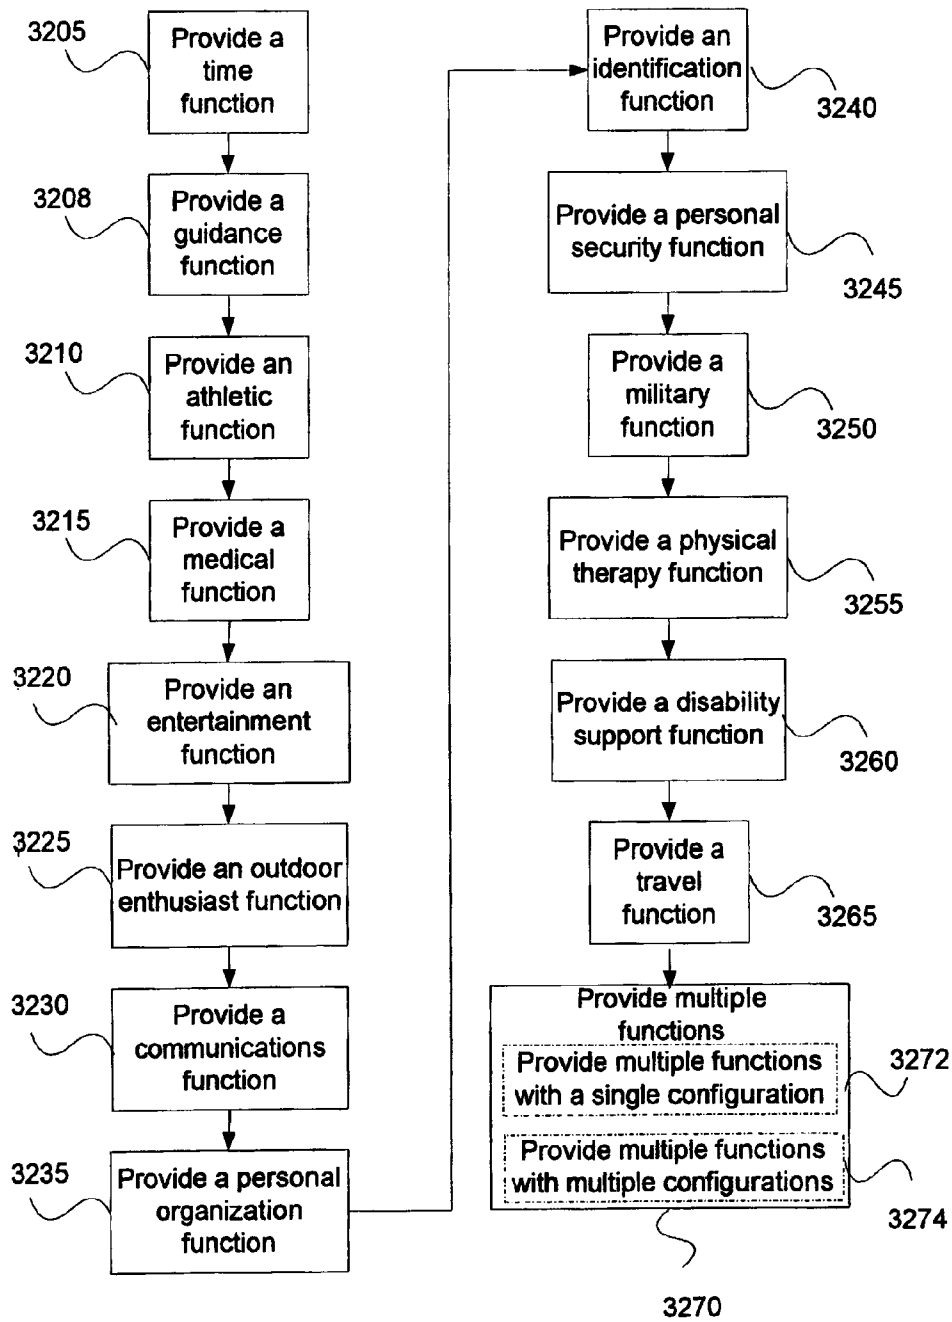 3205
Provide a
time
function
3208
Provide a
guidance
function
3210
Provide an
athletic
function
3215
Provide a
medical
function
3220
Provide an
entertainment
function
3225
Provide an outdoor
enthusiast function
3230
Provide a
communications
function
3235
Provide a personal
organization
function
Provide an
identification
function
3240
Provide a personal
security function
3245
Provide a
military
function
3250
Provide a physical
therapy function
3255
Provide a disability
support function
3260
Provide a
travel
function
3265
Provide multiple
functions
Provide multiple functions
with a single configuration
3272
Provide multiple functions
with multiple configurations
3274
3270